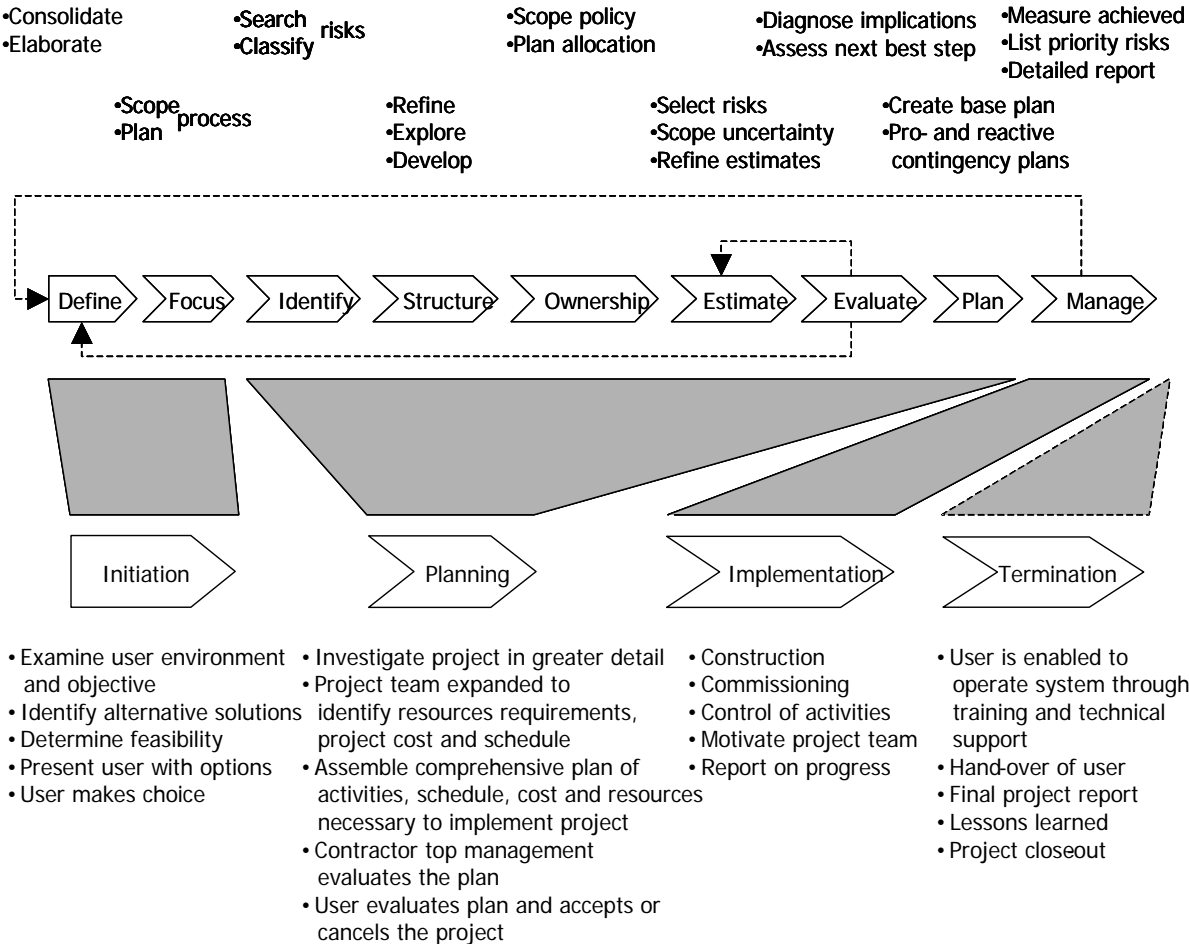 •Consolidate
•Elaborate
•Search
•Classify
risks
•Scope policy
•Plan allocation
•Diagnose implications
•Assess next best step
•Measure achieved
•List priority risks
•Detailed report
•Scope
•Plan
process
•Refine
•Explore
•Develop
•Select risks
•Scope uncertainty
•Refine estimates
•Create base plan
•Pro- and reactive
contingency plans
Define
Focus
Identify
Structure
Ownership
Estimate
Evaluate
Plan
Manage
Initiation
Planning
Implementation
Termination
• Examine user environment
and objective
• Identify alternative solutions
• Determine feasibility
• Present user with options
• User makes choice
• Investigate project in greater detail
• Project team expanded to
identify resources requirements,
project cost and schedule
• Assemble comprehensive plan of
activities, schedule, cost and resources
necessary to implement project
• Contractor top management
evaluates the plan
• User evaluates plan and accepts or
cancels the project
• Construction
• Commissioning
• Control of activities
• Motivate project team
• Report on progress
• User is enabled to
operate system through
training and technical
support
• Hand-over of user
• Final project report
• Lessons learned
• Project closeout